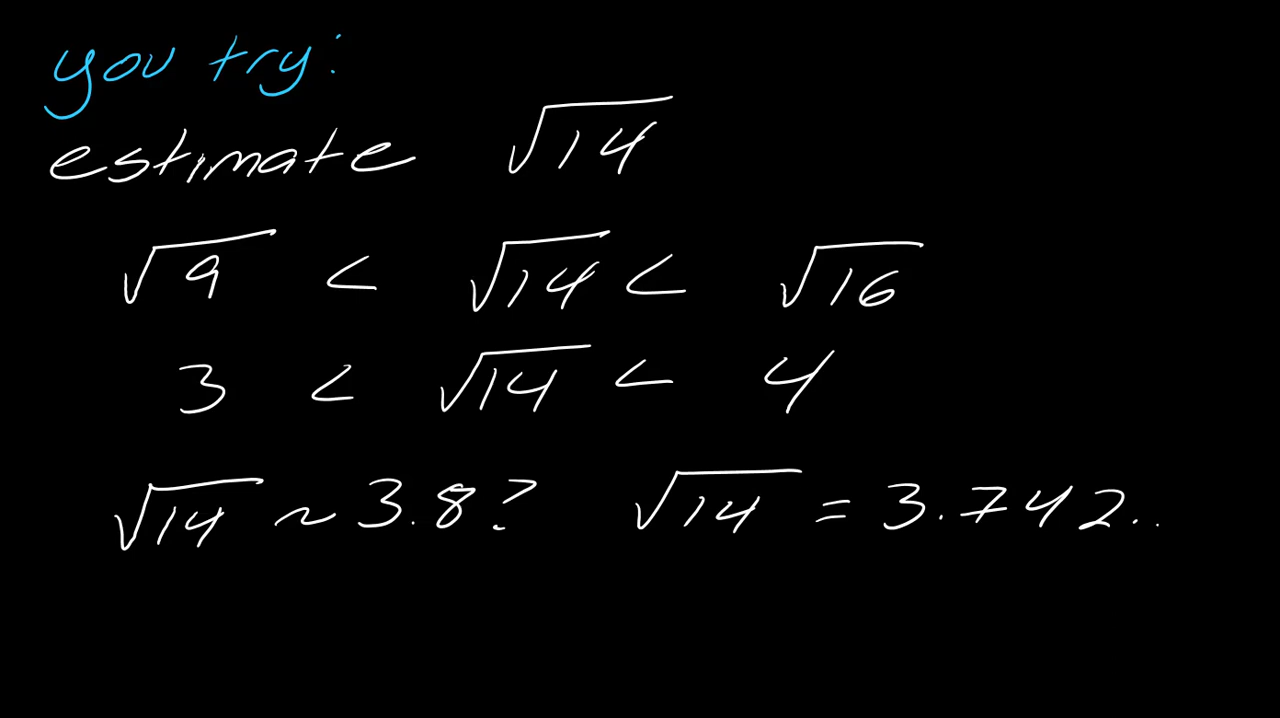 you try:
estimate √14
√9 < √14 < √16
3 < √14 < 4
√14 ~ 3.8? √14 = 3.742..